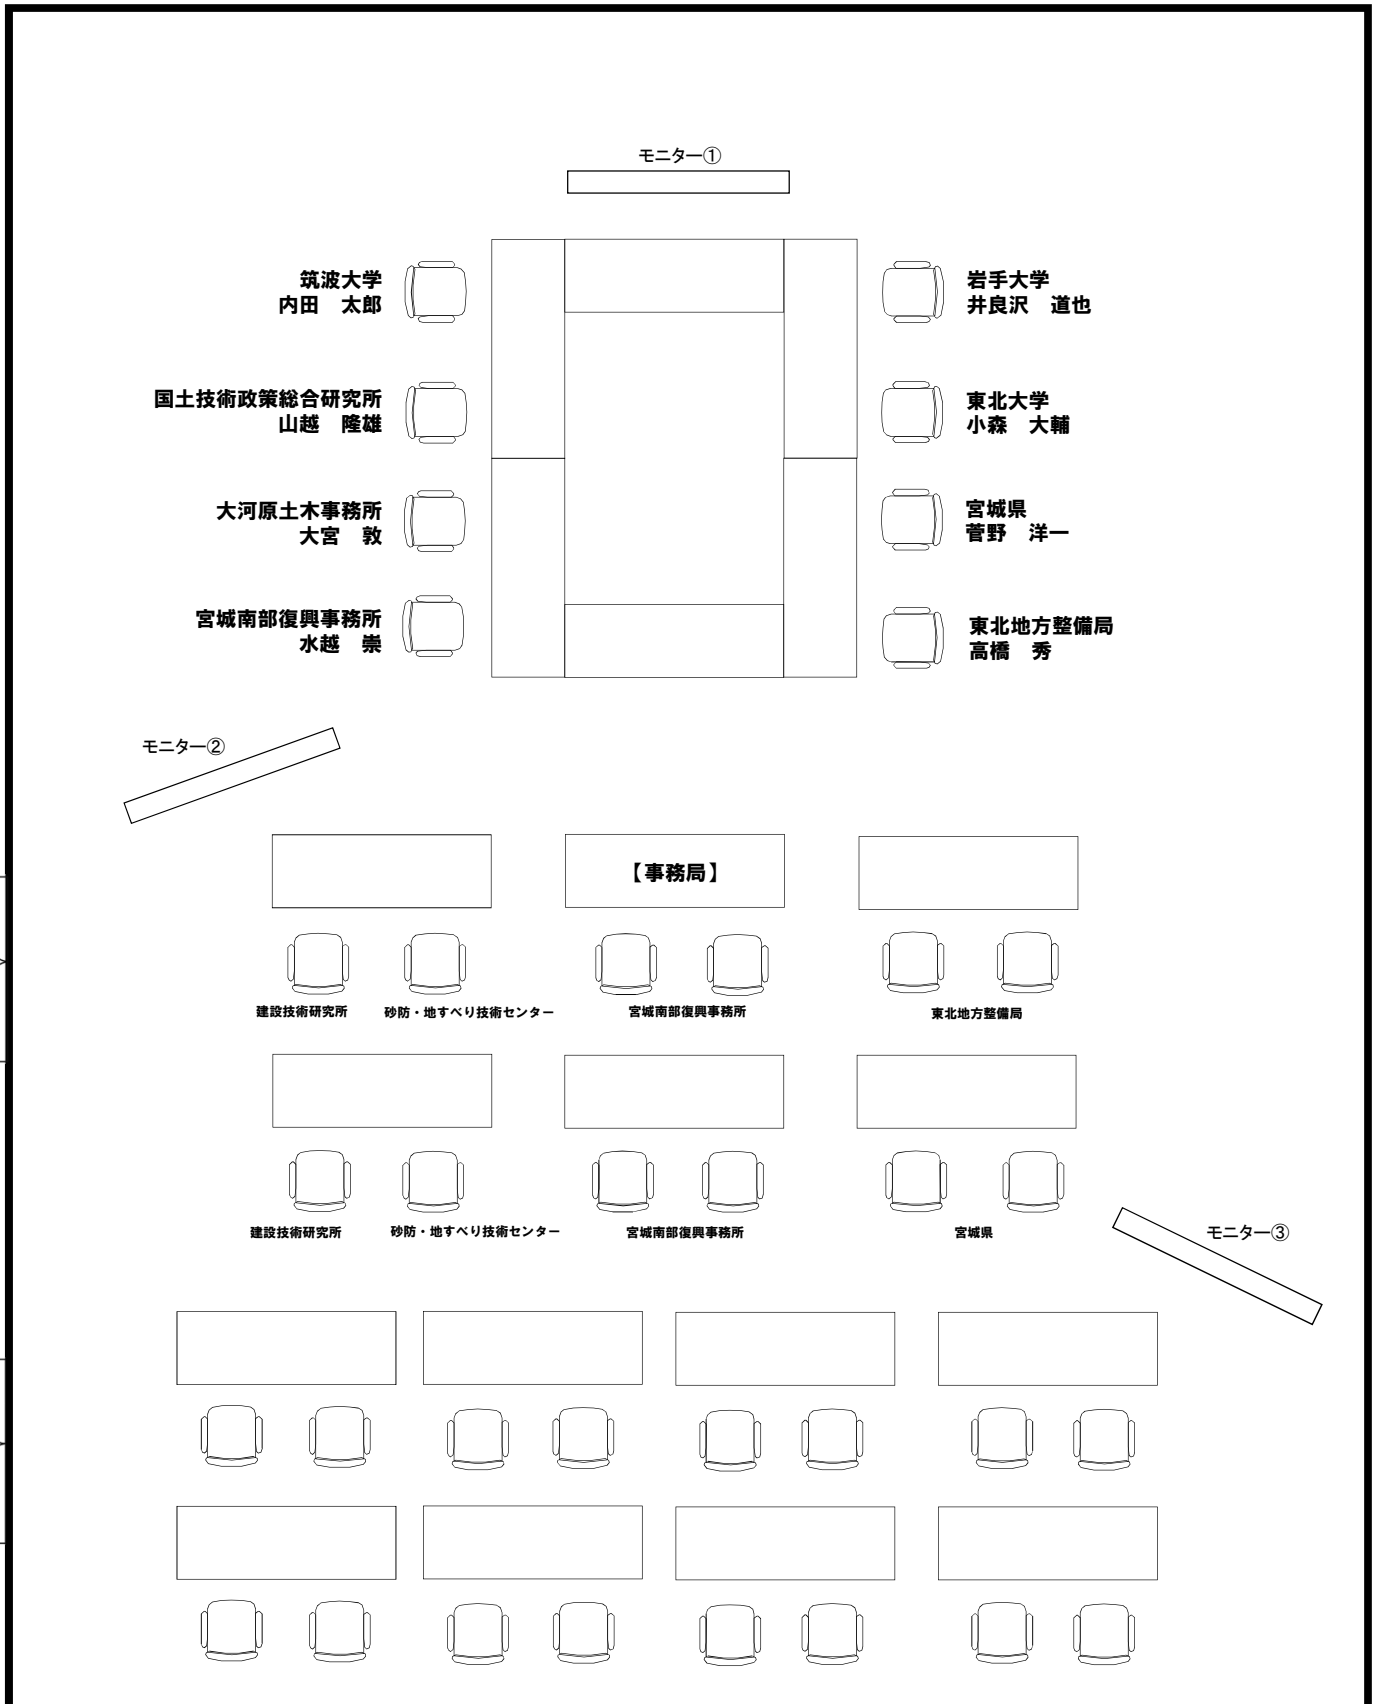 モニター①
筑波大学
内田　太郎
岩手大学
井良沢　道也
国土技術政策総合研究所
山越　隆雄
東北大学
小森　大輔
大河原土木事務所
大宮　敦
宮城県
菅野　洋一
宮城南部復興事務所
水越　崇
東北地方整備局
高橋　秀
モニター②
【事務局】
建設技術研究所
砂防・地すべり技術センター
宮城南部復興事務所
東北地方整備局
建設技術研究所
砂防・地すべり技術センター
宮城南部復興事務所
宮城県
モニター③